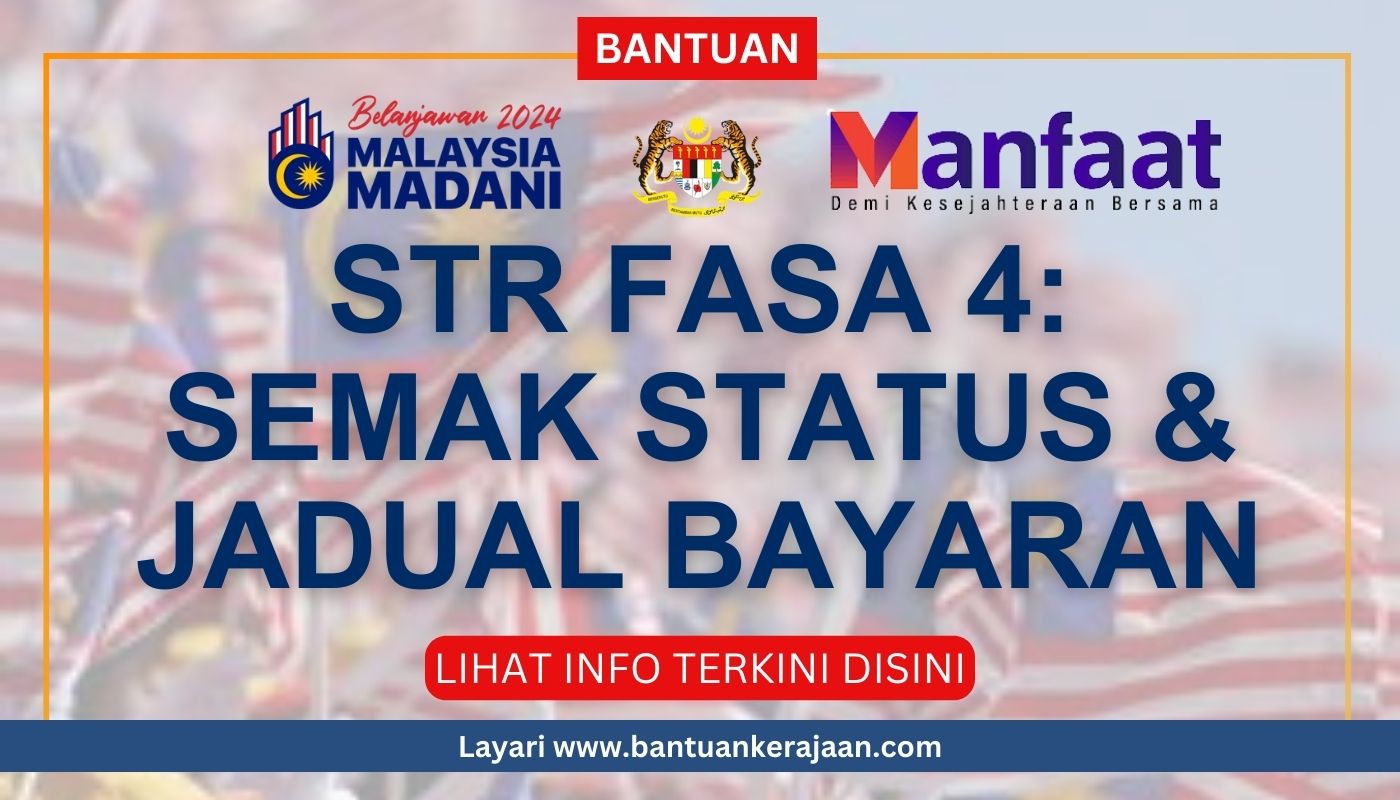 BANTUAN
Belanjawan 2024
MALAYSIA
MADANI
Manfaat
Demi Kesejahteraan Bersama
STR FASA 4:
SEMAK STATUS &
JADUAL BAYARAN
LIHAT INFO TERKINI DISINI
Layari www.bantuankerajaan.com